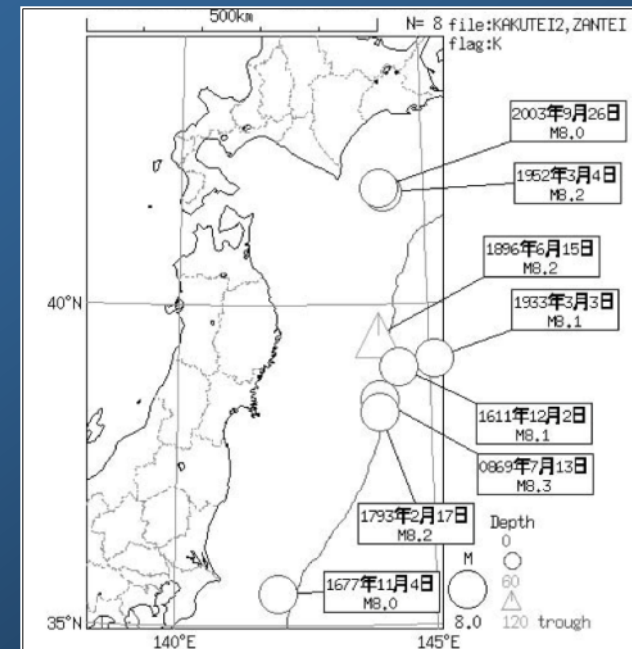 500km
N= 8 file:KAKUTEI2,ZANTEI
flag:K
2003年9月26日
M8.0
1952年3月4日
M8.2
1896年6月15日
M8.2
1933年3月3日
M8.1
40°N
1611年12月2日
M8.1
0869年7月13日
M8.3
1793年2月17日
M8.2
1677年11月4日
M8.0
Depth
0
60
120 trough
M
8.0
35°N
140°E
145°E